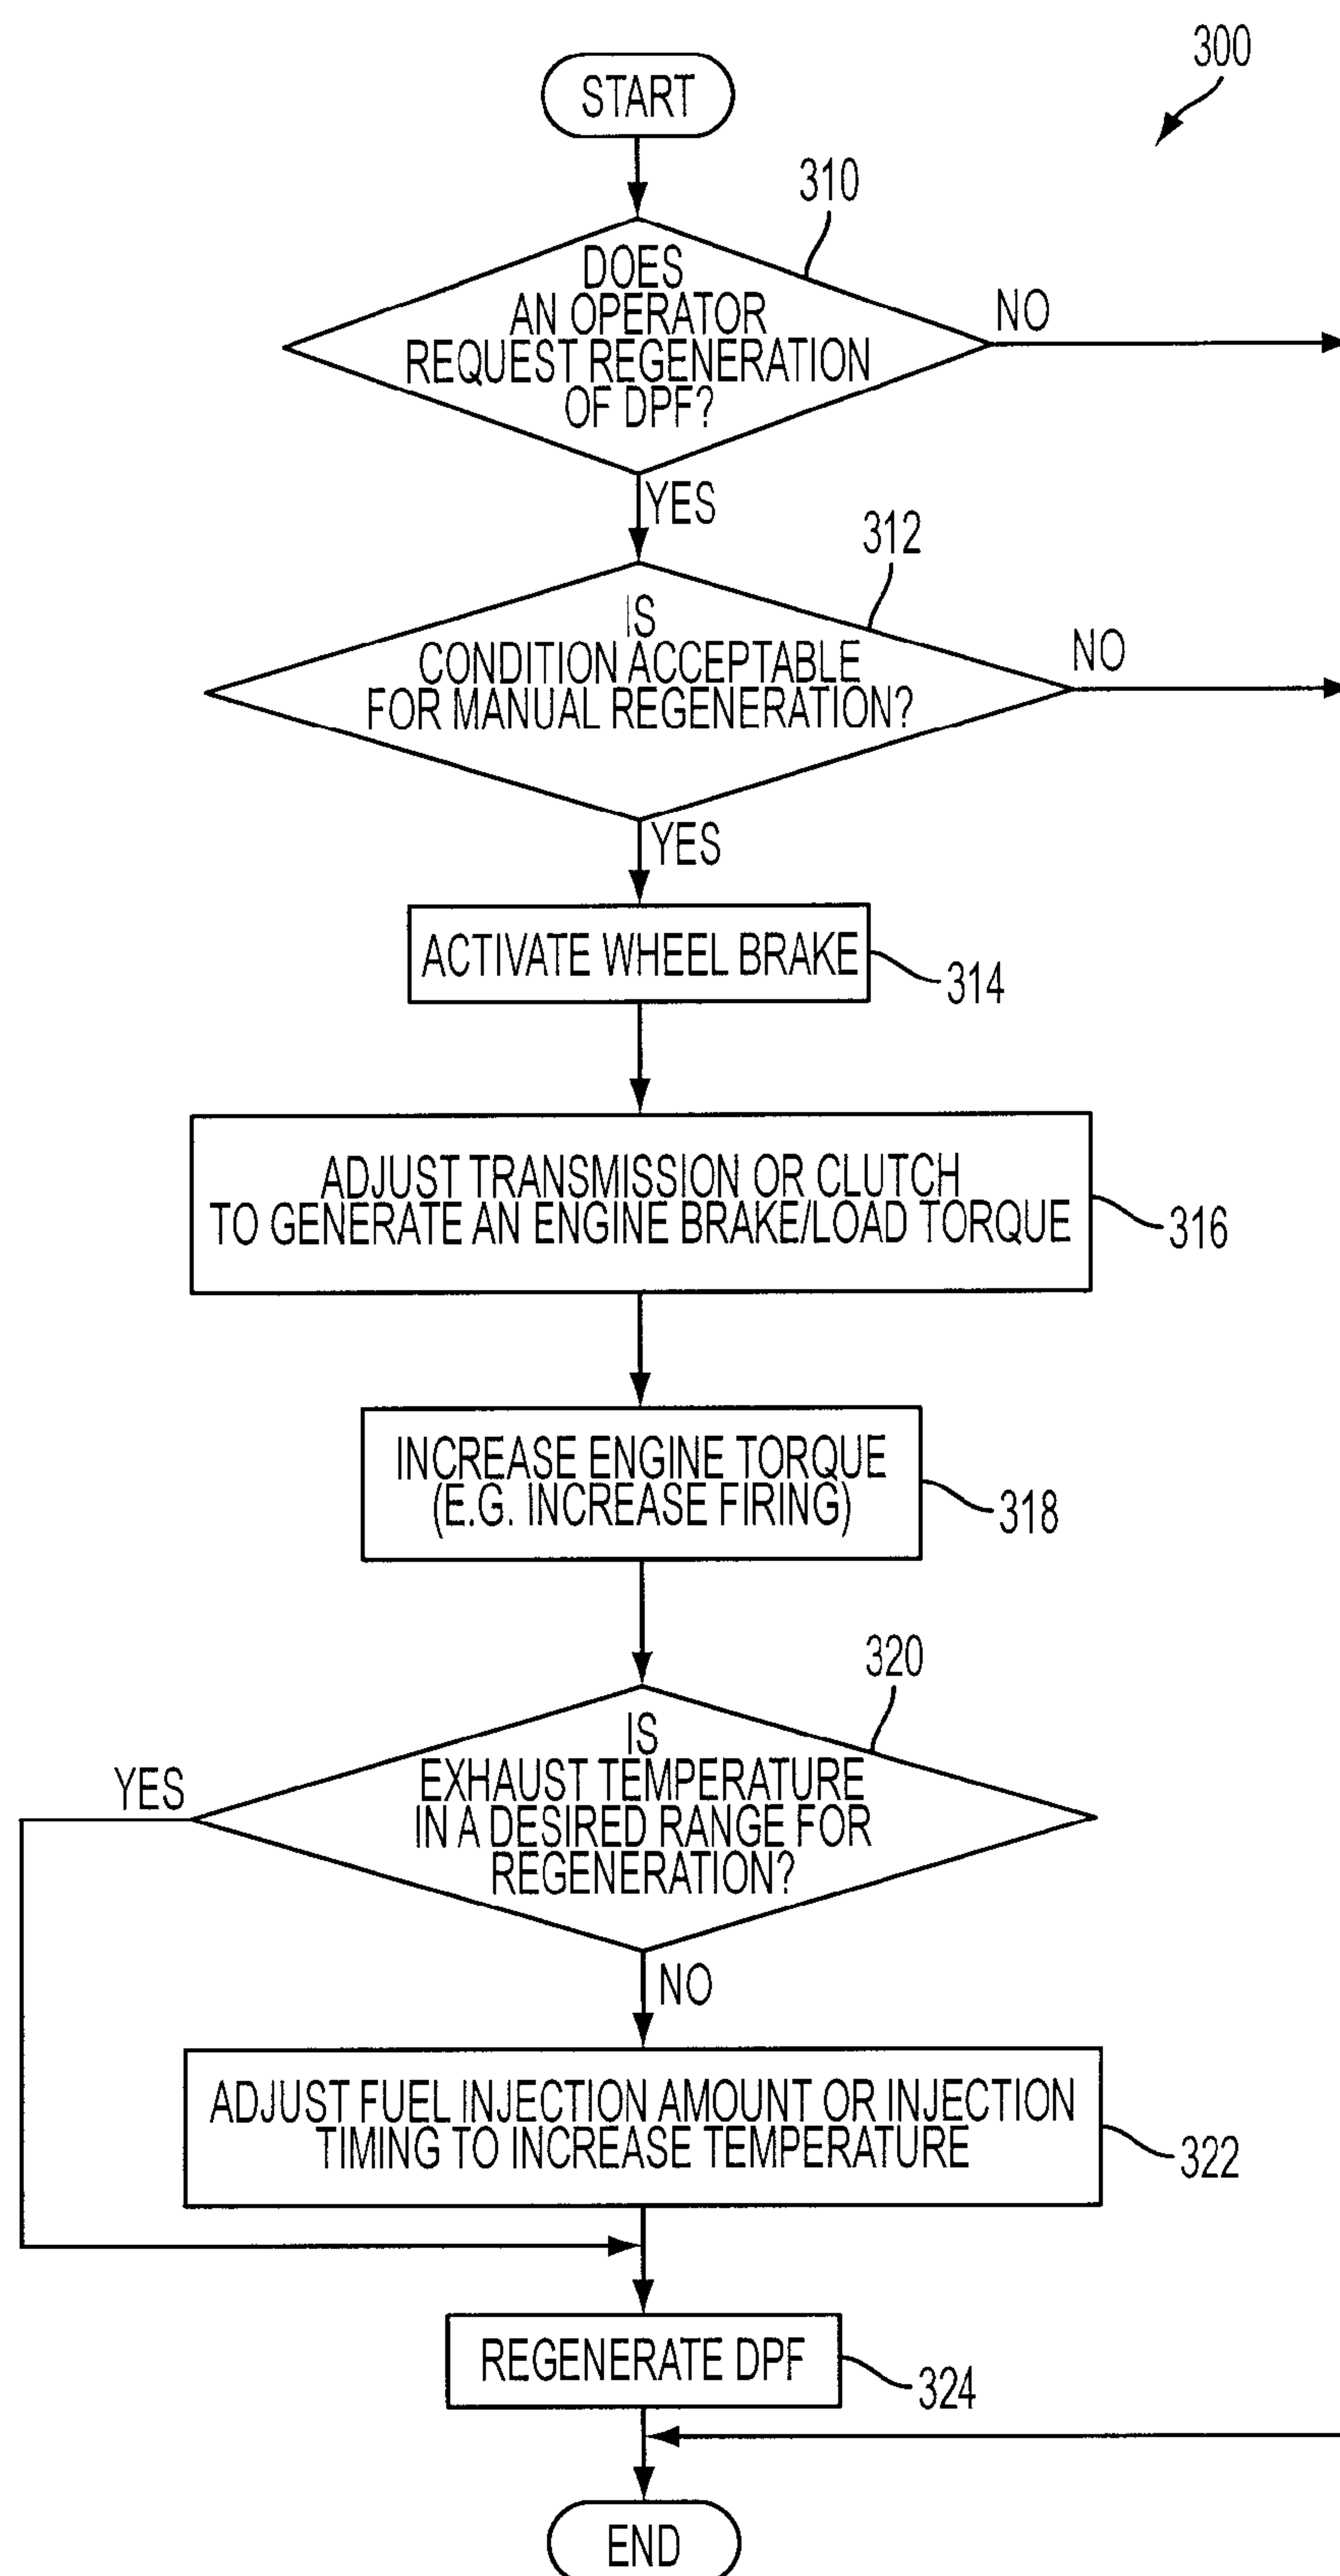 300
START
310
DOES
AN OPERATOR
REQUEST REGENERATION
OF DPF?
NO
YES
312
IS
CONDITION ACCEPTABLE
FOR MANUAL REGENERATION?
NO
YES
ACTIVATE WHEEL BRAKE
314
ADJUST TRANSMISSION OR CLUTCH
TO GENERATE AN ENGINE BRAKE/LOAD TORQUE
316
INCREASE ENGINE TORQUE
(E.G. INCREASE FIRING)
318
320
IS
EXHAUST TEMPERATURE
IN A DESIRED RANGE FOR
REGENERATION?
YES
NO
ADJUST FUEL INJECTION AMOUNT OR INJECTION
TIMING TO INCREASE TEMPERATURE
322
REGENERATE DPF
324
END